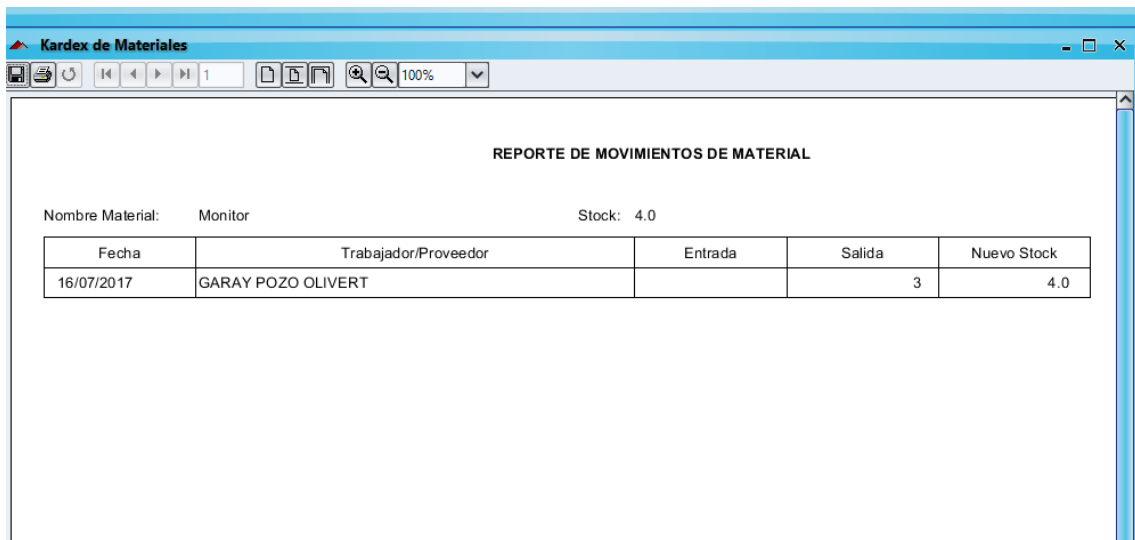 Kardex de Materiales
1 100%
REPORTE DE MOVIMIENTOS DE MATERIAL
Nombre Material: Monitor Stock: 4.0
Fecha Trabajador/Proveedor Entrada Salida Nuevo Stock
16/07/2017 GARAY POZO OLIVERT 3 4.0